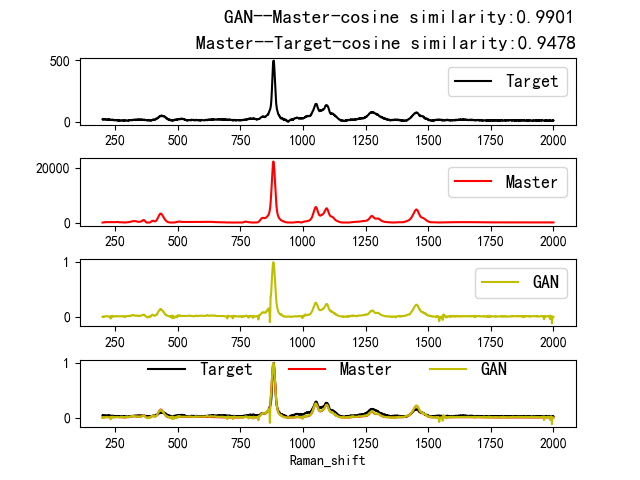 GAN--Master-cosine similarity:0.9901
Master--Target-cosine similarity:0.9478
500
0
Target
250 500 750 1000 1250 1500 1750 2000
20000
0
Master
250 500 750 1000 1250 1500 1750 2000
1
0
GAN
250 500 750 1000 1250 1500 1750 2000
1
0
Target Master GAN
250 500 750 1000 1250 1500 1750 2000
Raman_shift